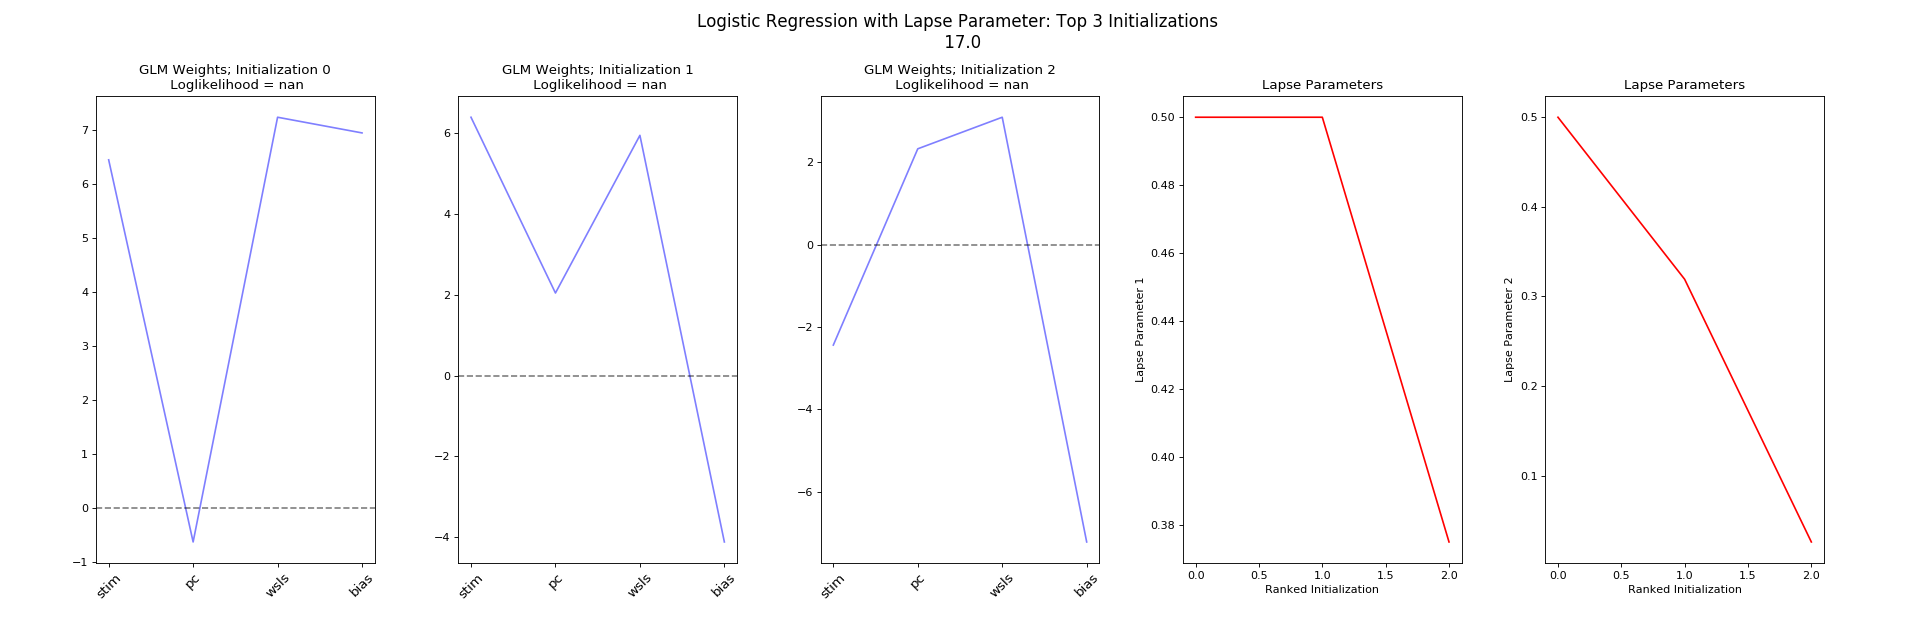 Logistic Regression with Lapse Parameter: Top 3 Initializations
17.0
GLM Weights; Initialization 0
Loglikelihood = nan
7
6
5
4
3
2
1
0
−1
stim
pc
wsls
bias
GLM Weights; Initialization 1
Loglikelihood = nan
6
4
2
0
−2
−4
stim
pc
wsls
bias
GLM Weights; Initialization 2
Loglikelihood = nan
2
0
−2
−4
−6
stim
pc
wsls
bias
Lapse Parameters
Lapse Parameter 1
0.50
0.48
0.46
0.44
0.42
0.40
0.38
0.0 0.5 1.0 1.5 2.0
Ranked Initialization
Lapse Parameters
Lapse Parameter 2
0.5
0.4
0.3
0.2
0.1
0.0 0.5 1.0 1.5 2.0
Ranked Initialization